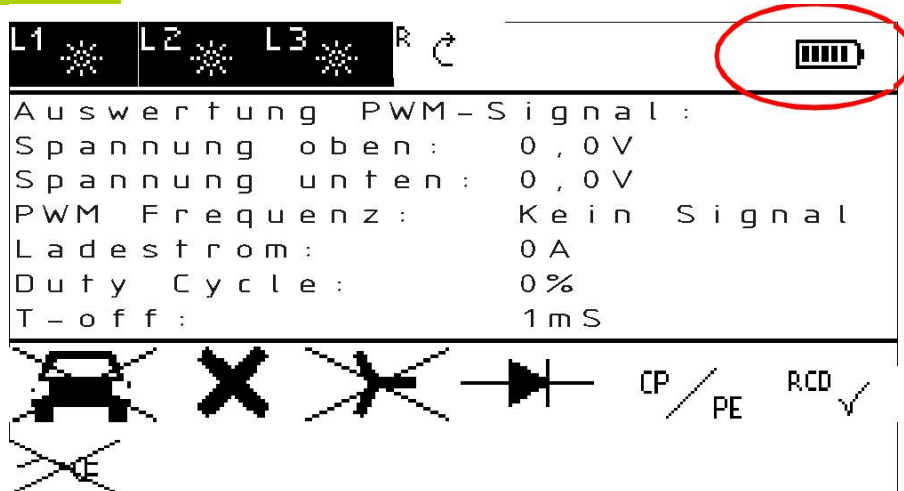 L1 L2 L3 R
Auswertung PWM-Signal:
Spannung oben: 0,0V
Spannung unten: 0,0V
PWM Frequenz: Kein Signal
Ladestrom: 0A
Duty Cycle: 0%
T-off: 1mS
CP/PE RCD